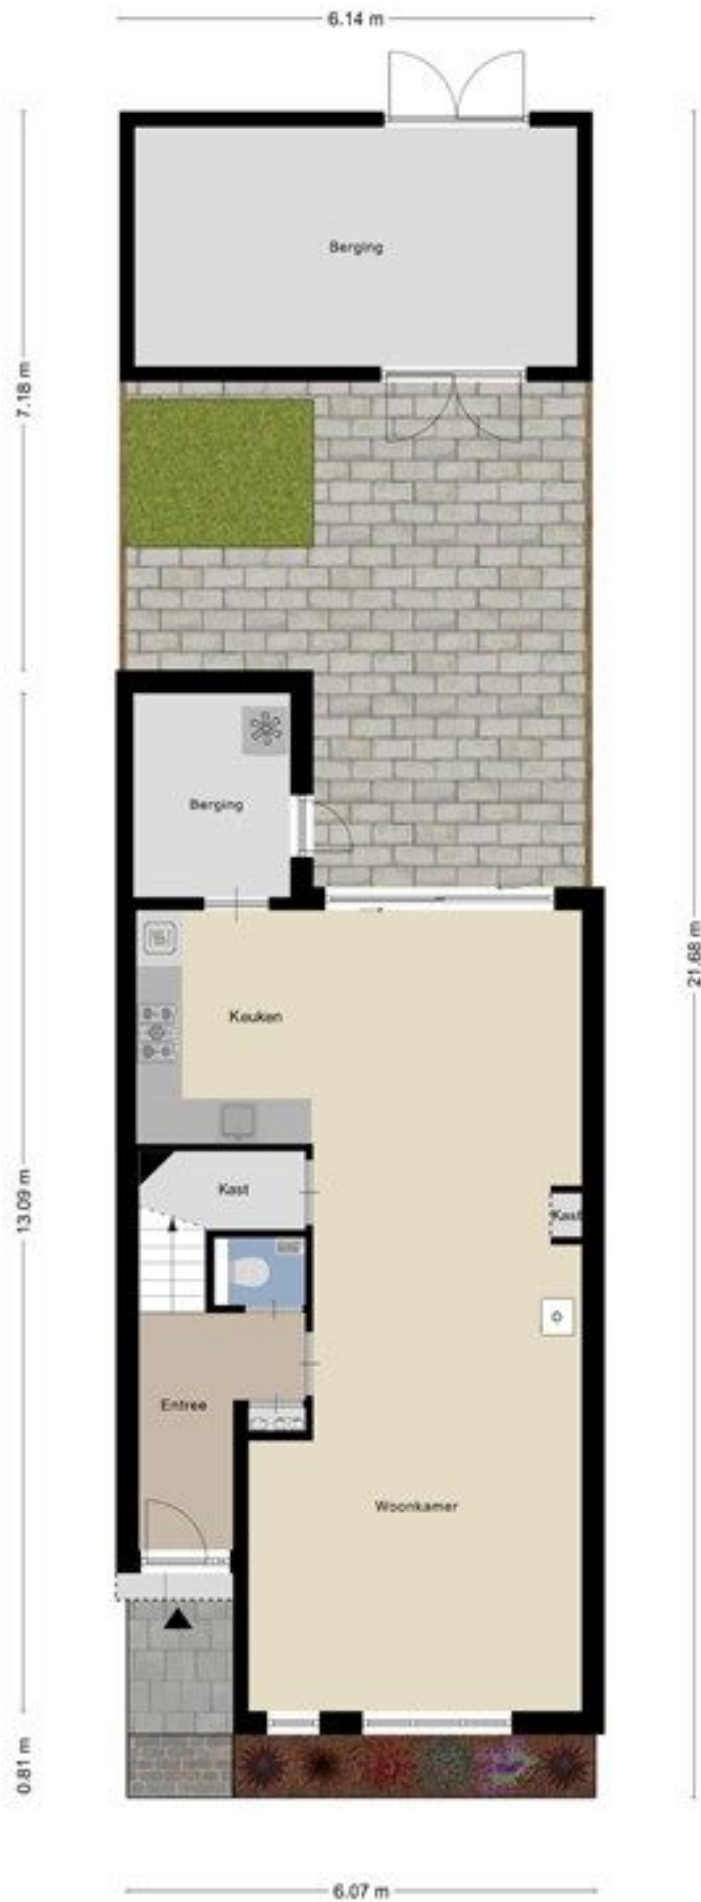 6.14 m
Berging
7.18 m
Berging
21.68 m
Keuken
Kast
13.09 m
Kast
Entree
Woonkamer
0.81 m
6.07 m